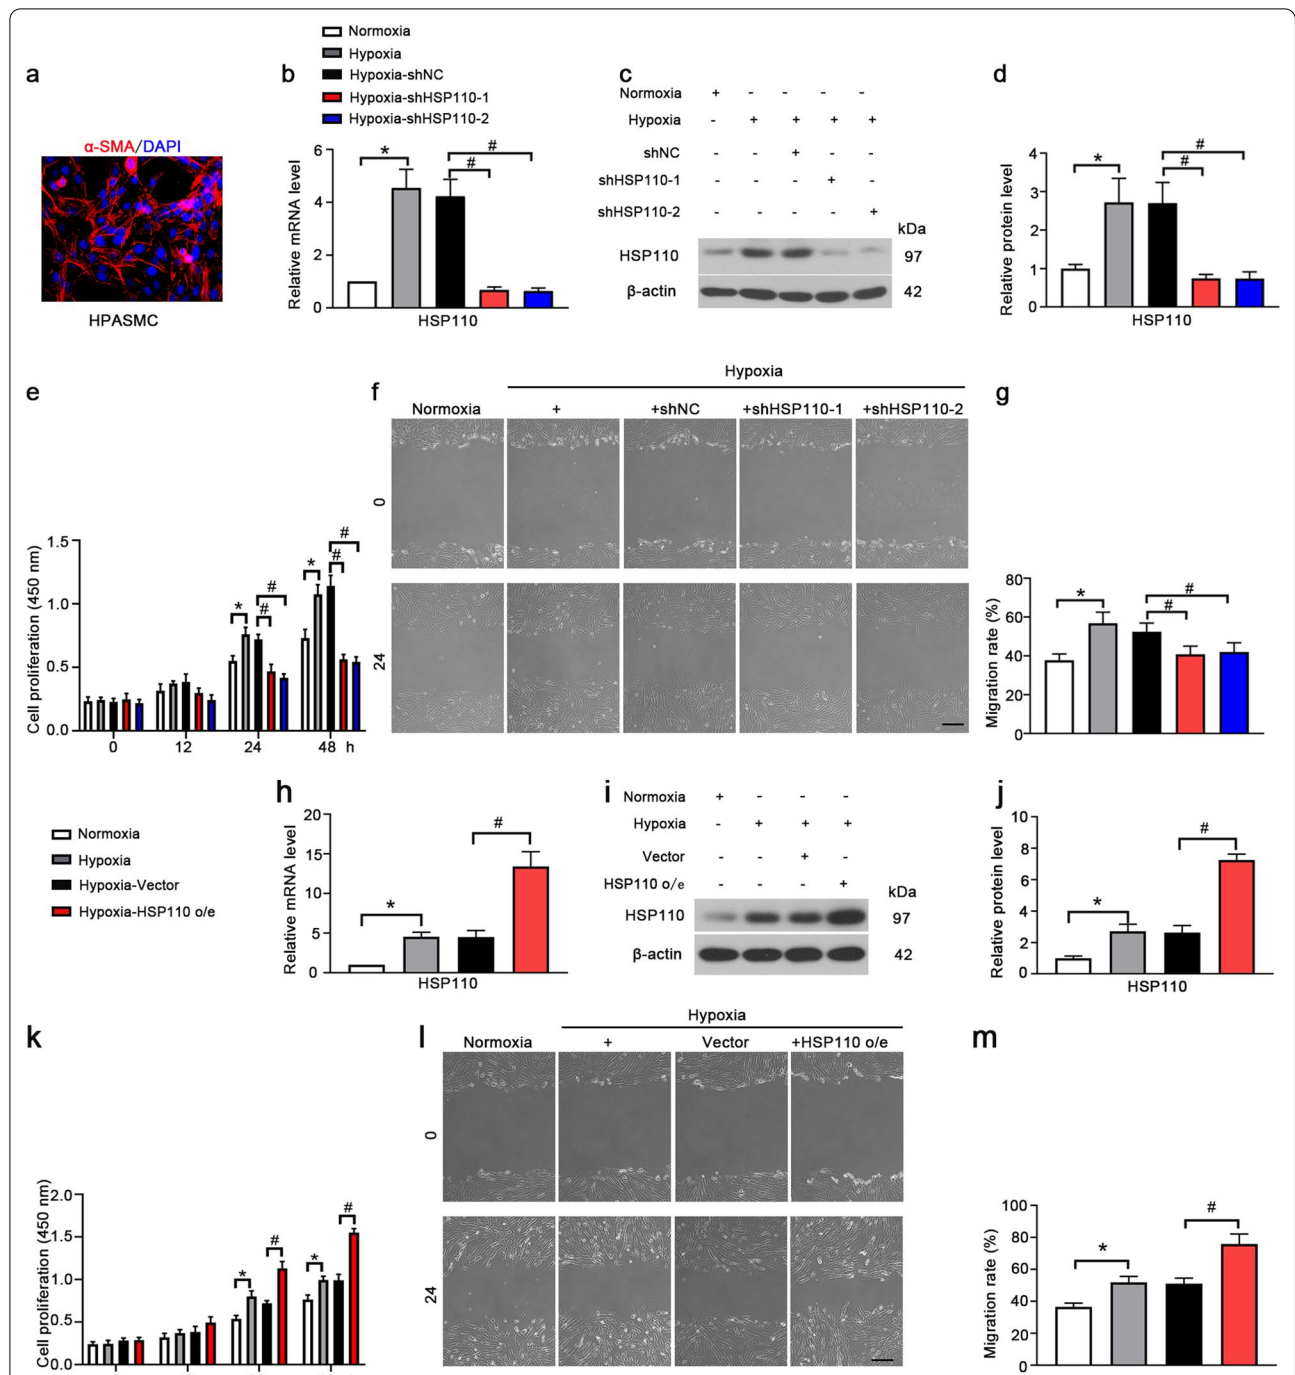 Normoxia
Hypoxia
Hypoxia-shNC
Hypoxia-shHSP110-1
Hypoxia-shHSP110-2
a
α-SMA/DAPI
HPASMC
b
Relative mRNA level
6
4
2
0
* # #
HSP110
c
Normoxia + - - - -
Hypoxia - + + + +
shNC - - + - -
shHSP110-1 - - - + -
shHSP110-2 - - - - +
kDa
HSP110 97
β-actin 42
d
Relative protein level
4
3
2
1
0
* # #
HSP110
e
Cell proliferation (450 nm)
1.5
1.0
0.5
0.0
* # # * # #
0 12 24 48 h
f
Hypoxia
Normoxia + +shNC +shHSP110-1 +shHSP110-2
0
24
g
Migration rate (%)
80
60
40
20
0
* # #
Normoxia
Hypoxia
Hypoxia-Vector
Hypoxia-HSP110 o/e
h
Relative mRNA level
20
15
10
5
0
* #
HSP110
i
Normoxia + - - -
Hypoxia - + + +
Vector - - + -
HSP110 o/e - - - +
kDa
HSP110 97
β-actin 42
j
Relative protein level
10
8
6
4
2
0
* #
HSP110
k
Cell proliferation (450 nm)
2.0
1.5
1.0
0.5
0.0
* # * #
l
Hypoxia
Normoxia + Vector +HSP110 o/e
0
24
m
Migration rate (%)
100
80
60
40
20
0
* #